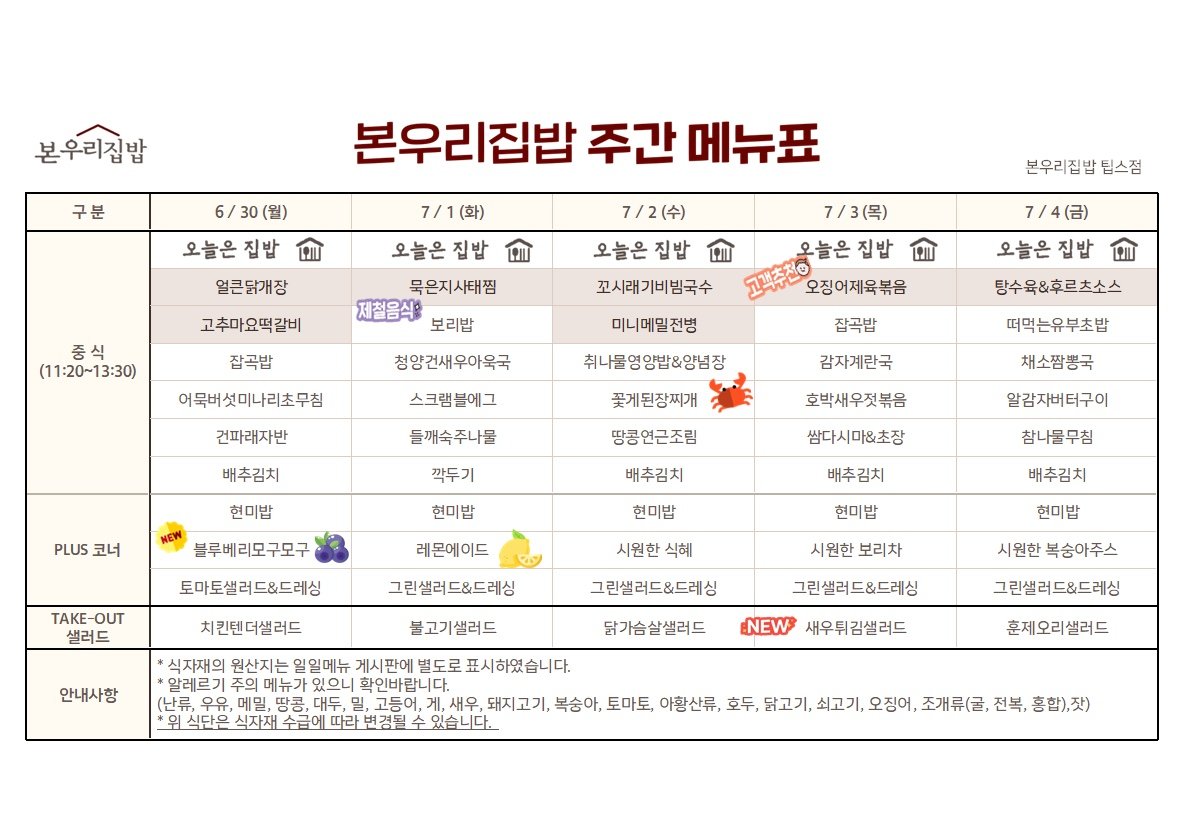 본우리집밥
본우리집밥 주간 메뉴표
본우리집밥 팁스점
구 분 6 / 30 (월) 7 / 1 (화) 7 / 2 (수) 7 / 3 (목) 7 / 4 (금)
중 식
(11:20~13:30)
오늘은 집밥 오늘은 집밥 오늘은 집밥 오늘은 집밥 오늘은 집밥
얼큰닭개장 묵은지사태찜 꼬시래기비빔국수 고객추천 오징어제육볶음 탕수육&후르츠소스
고추마요떡갈비 제철음식! 보리밥 미니메밀전병 잡곡밥 떠먹는유부초밥
잡곡밥 청양건새우아욱국 취나물영양밥&양념장 감자계란국 채소짬뽕국
어묵버섯미나리초무침 스크램블에그 꽃게된장찌개 호박새우젓볶음 알감자버터구이
건파래자반 들깨숙주나물 땅콩연근조림 쌈다시마&초장 참나물무침
배추김치 깍두기 배추김치 배추김치 배추김치
PLUS 코너
현미밥 현미밥 현미밥 현미밥 현미밥
NEW 블루베리모구모구 레몬에이드 시원한 식혜 시원한 보리차 시원한 복숭아주스
토마토샐러드&드레싱 그린샐러드&드레싱 그린샐러드&드레싱 그린샐러드&드레싱 그린샐러드&드레싱
TAKE-OUT
샐러드
치킨텐더샐러드 불고기샐러드 닭가슴살샐러드 NEW 새우튀김샐러드 훈제오리샐러드
안내사항
* 식자재의 원산지는 일일메뉴 게시판에 별도로 표시하였습니다.
* 알레르기 주의 메뉴가 있으니 확인바랍니다.
(난류, 우유, 메밀, 땅콩, 대두, 밀, 고등어, 게, 새우, 돼지고기, 복숭아, 토마토, 아황산류, 호두, 닭고기, 쇠고기, 오징어, 조개류(굴, 전복, 홍합),잣)
* 위 식단은 식자재 수급에 따라 변경될 수 있습니다.